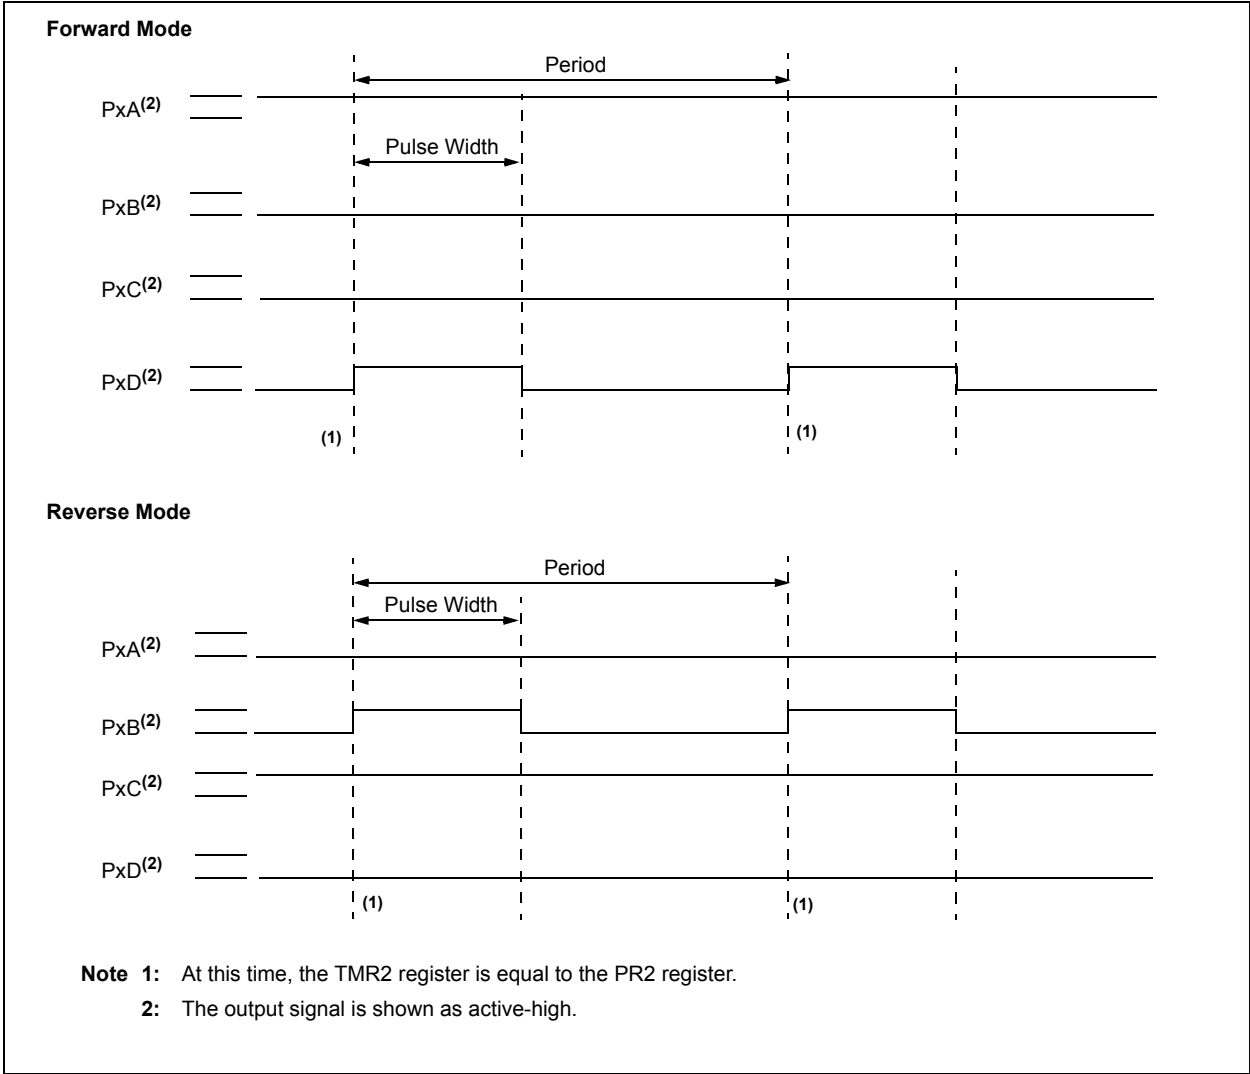 Forward Mode
Period
PxA(2)
Pulse Width
PxB(2)
PxC(2)
PxD(2)
(1) (1)
Reverse Mode
Period
Pulse Width
PxA(2)
PxB(2)
PxC(2)
PxD(2)
(1) (1)
Note 1: At this time, the TMR2 register is equal to the PR2 register.
2: The output signal is shown as active-high.